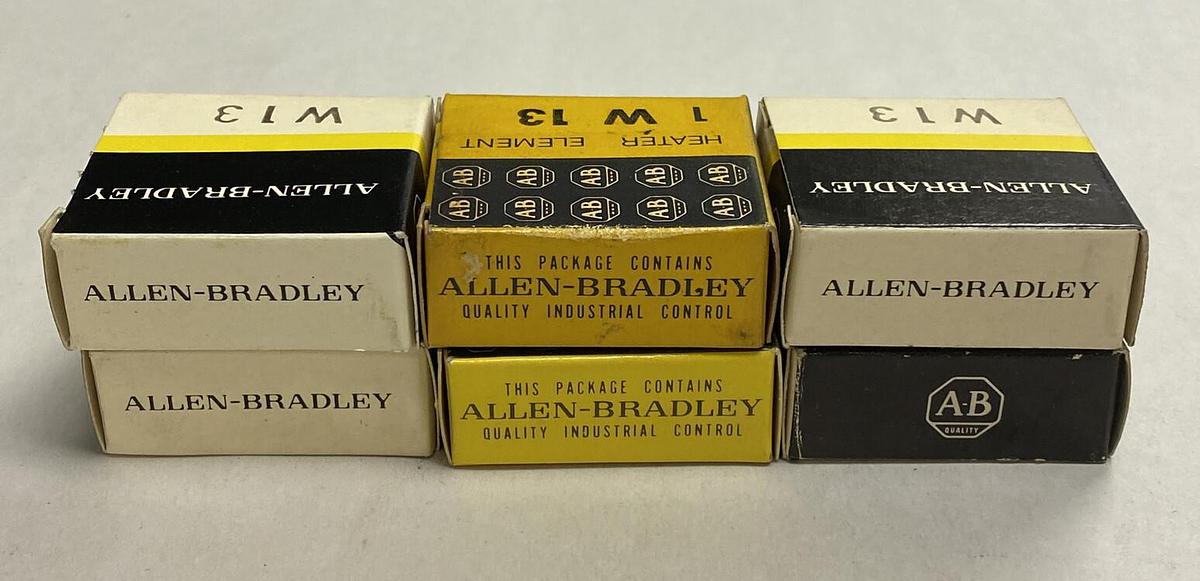 W13
ALLEN-BRADLEY
ALLEN-BRADLEY
ALLEN-BRADLEY
1 W 13
HEATER ELEMENT
AB AB AB AB AB
AB AB AB AB AB
THIS PACKAGE CONTAINS
ALLEN-BRADLEY
QUALITY INDUSTRIAL CONTROL
THIS PACKAGE CONTAINS
ALLEN-BRADLEY
QUALITY INDUSTRIAL CONTROL
W13
ALLEN-BRADLEY
ALLEN-BRADLEY
A-B
QUALITY